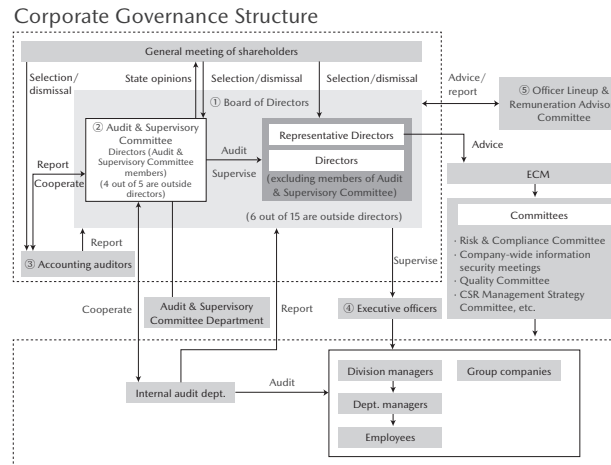 Corporate Governance Structure
General meeting of shareholders
Selection/
dismissal
State opinions
Selection/dismissal
Selection/dismissal
Advice/
report
⑤ Officer Lineup &
Remuneration
Committee
① Board of Directors
② Audit & Supervisory
Committee
Directors (Audit &
Supervisory Committee
members)
(4 out of 5 are outside
directors)
Audit
Supervise
Representative Directors
Directors
(excluding members of Audit
& Supervisory Committee)
Advice
Report
Cooperate
ECM
Committees
(6 out of 15 are outside directors)
· Risk & Compliance Committee
· Company-wide information
security meetings
· Quality Committee
· CSR Management Strategy
Committee, etc.
Report
③ Accounting auditors
Supervise
Cooperate
Audit & Supervisory
Committee Department
Report
④ Executive officers
Internal audit dept.
Audit
Division managers
Group companies
Dept. managers
Employees